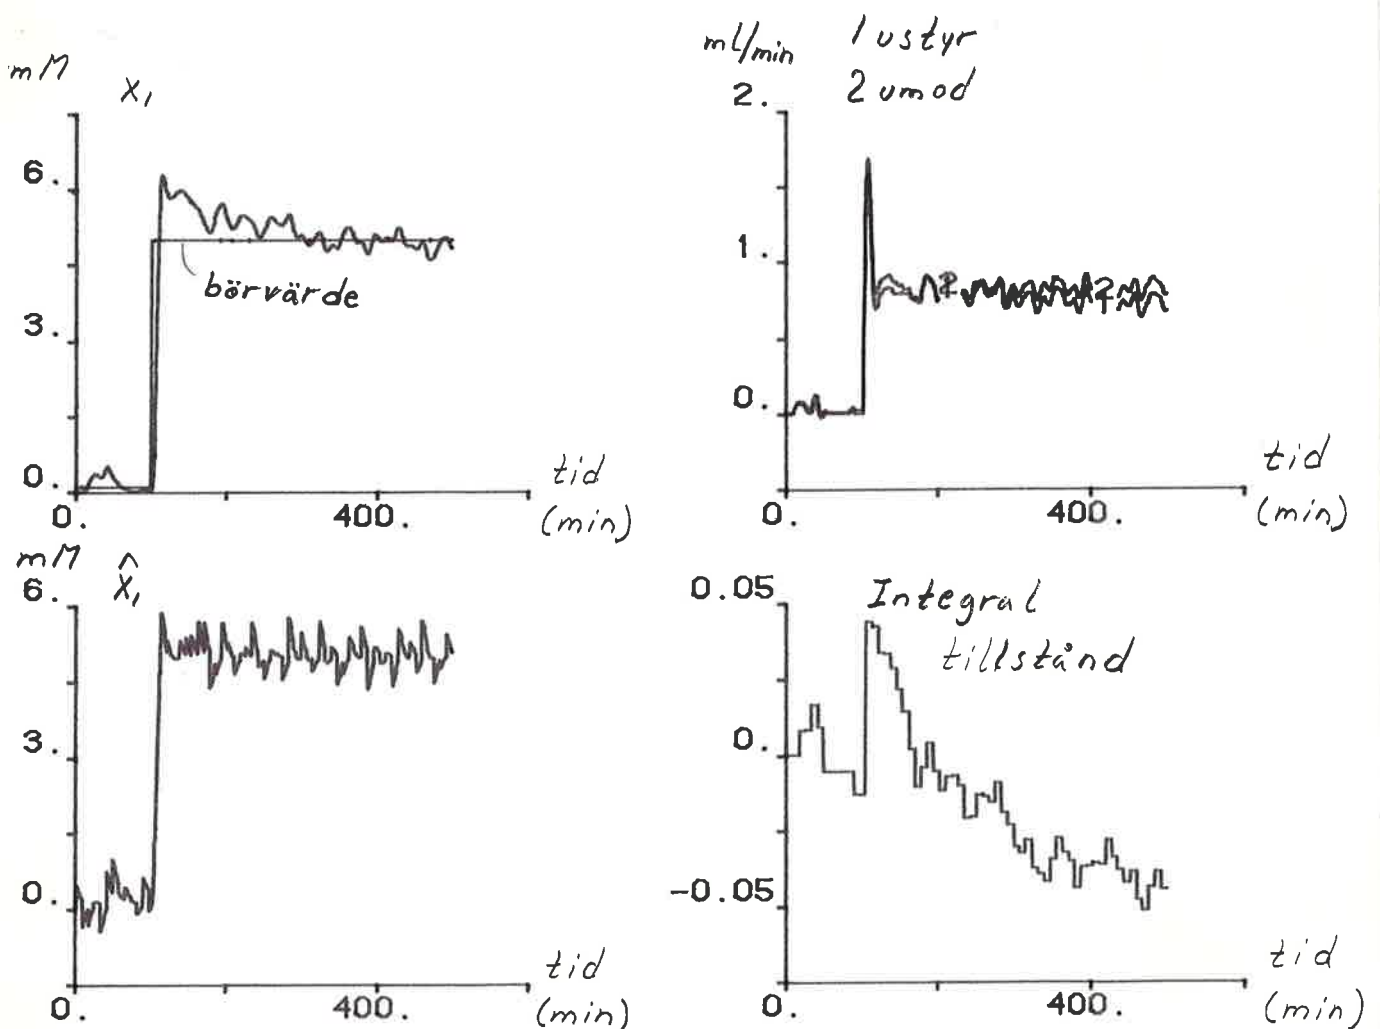 mM
x₁
6.
3.
0.
0.
400.
tid
(min)
börvärde
ml/min
1 ustyr
2 umod
2.
1.
0.
2
2
0.
400.
tid
(min)
mM
x̂₁
6.
3.
0.
0.
400.
tid
(min)
0.05
Integral
tillstånd
0.
-0.05
0.
400.
tid
(min)